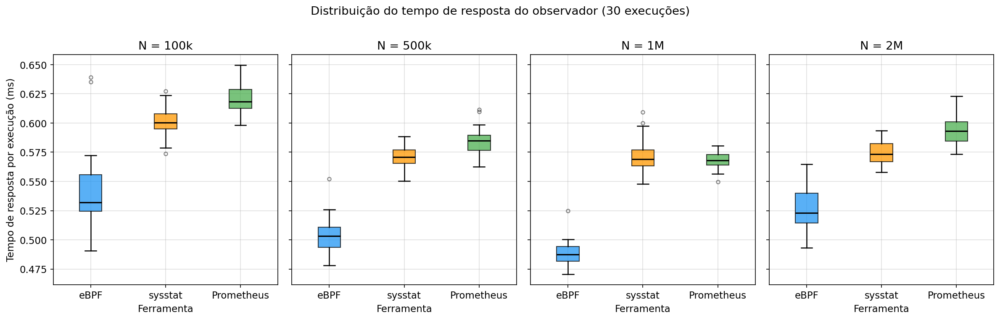 Distribuição do tempo de resposta do observador (30 execuções)
N = 100k
N = 500k
N = 1M
N = 2M
Tempo de resposta por execução (ms)
0.650
0.625
0.600
0.575
0.550
0.525
0.500
0.475
eBPF sysstat Prometheus
Ferramenta
eBPF sysstat Prometheus
Ferramenta
eBPF sysstat Prometheus
Ferramenta
eBPF sysstat Prometheus
Ferramenta